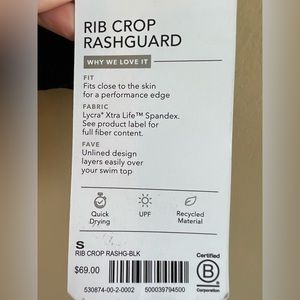 RIB CROP
RASHGUARD
WHY WE LOVE IT
FIT
Fits close to the skin
for a performance edge
FABRIC
Lycra® Xtra Life™ Spandex.
See product label for
full fiber content.
FAVE
Unlined design
layers easily over
your swim top
Quick
Drying
UPF
Recycled
Material
S
RIB CROP RASHG-BLK
$69.00
530874-00-2-0002 500039794500
Certified
B
Corporation